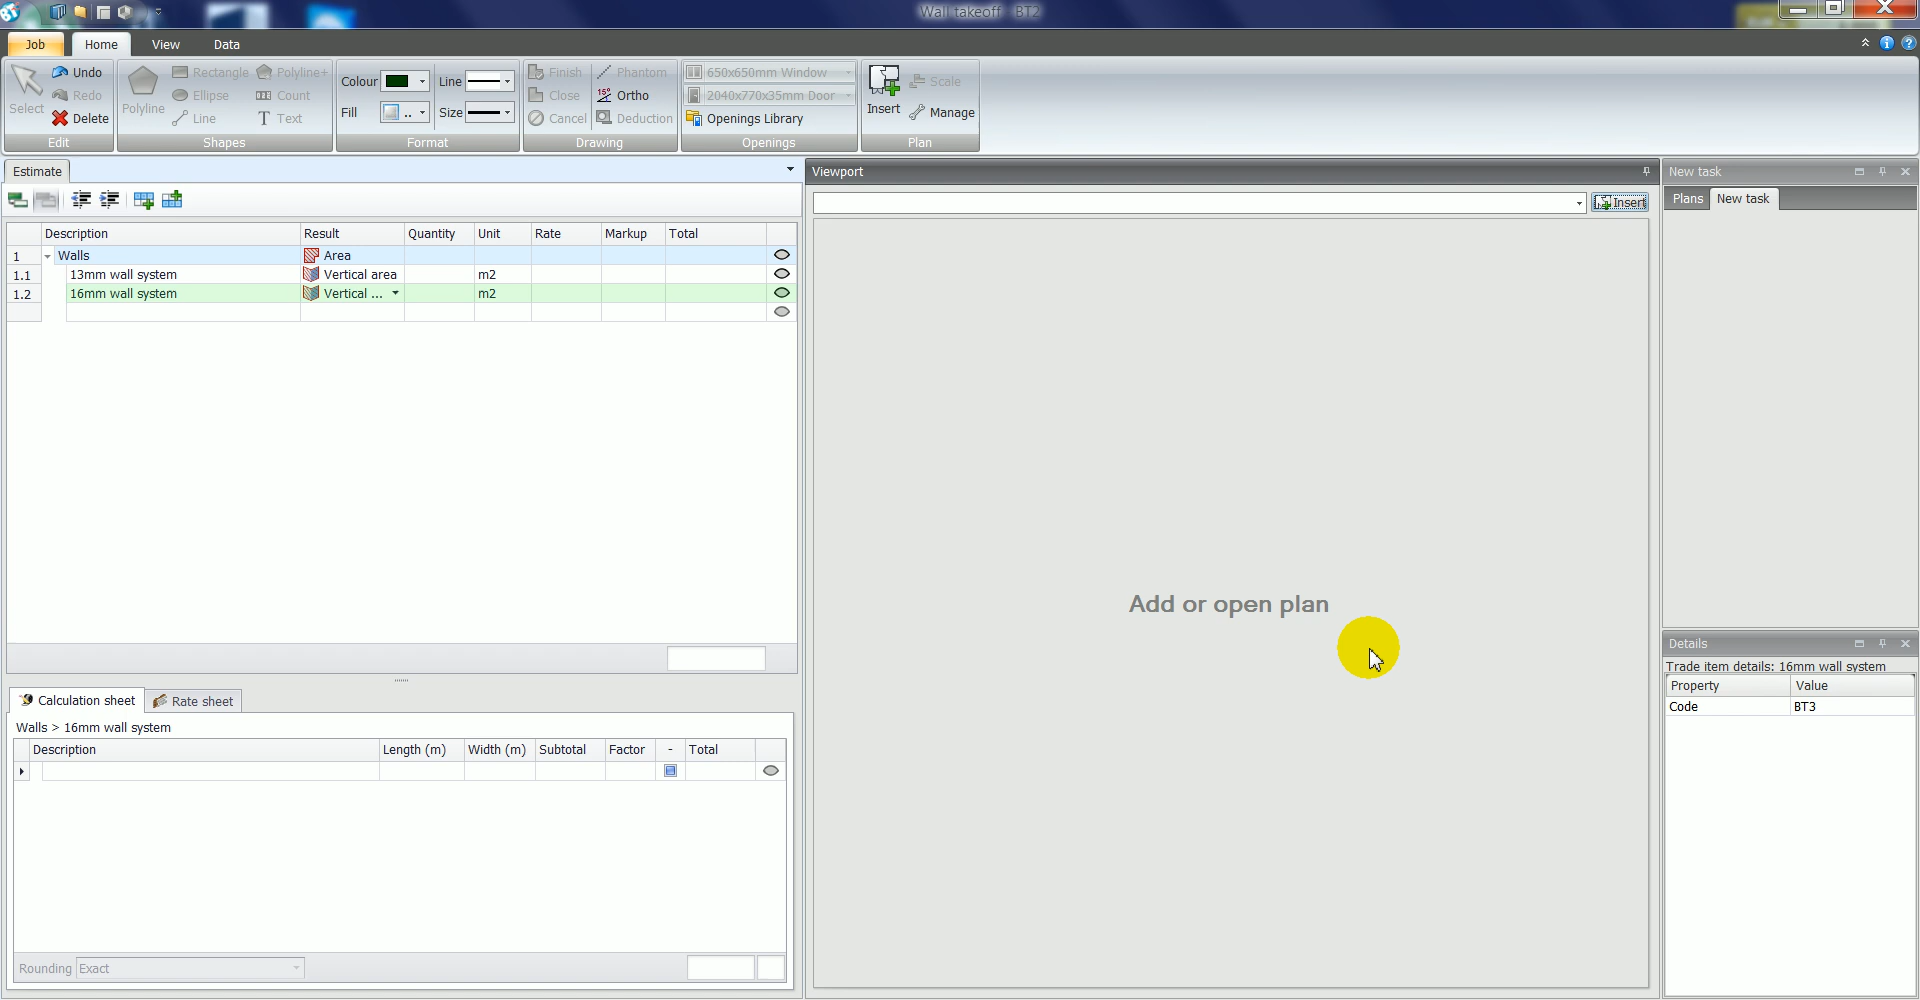 Wall takeoff - BT2
Job Home View Data
Select Undo Redo Delete Edit
Polyline Rectangle Ellipse Line Polyline+ Count Text Shapes
Colour Fill .. Line Size Format
Finish Close Cancel Phantom 15° Ortho Deduction Drawing
650x650mm Window
2040x770x35mm Door
Openings Library
Openings
Insert Scale Manage Plan
Estimate
Description Result Quantity Unit Rate Markup Total
1 Walls Area
1.1 13mm wall system Vertical area m2
1.2 16mm wall system Vertical ... m2
Calculation sheet Rate sheet
Walls > 16mm wall system
Description Length (m) Width (m) Subtotal Factor - Total
Rounding Exact
Viewport
Insert
Add or open plan
New task
Plans New task
Details
Trade item details: 16mm wall system
Property Value
Code BT3